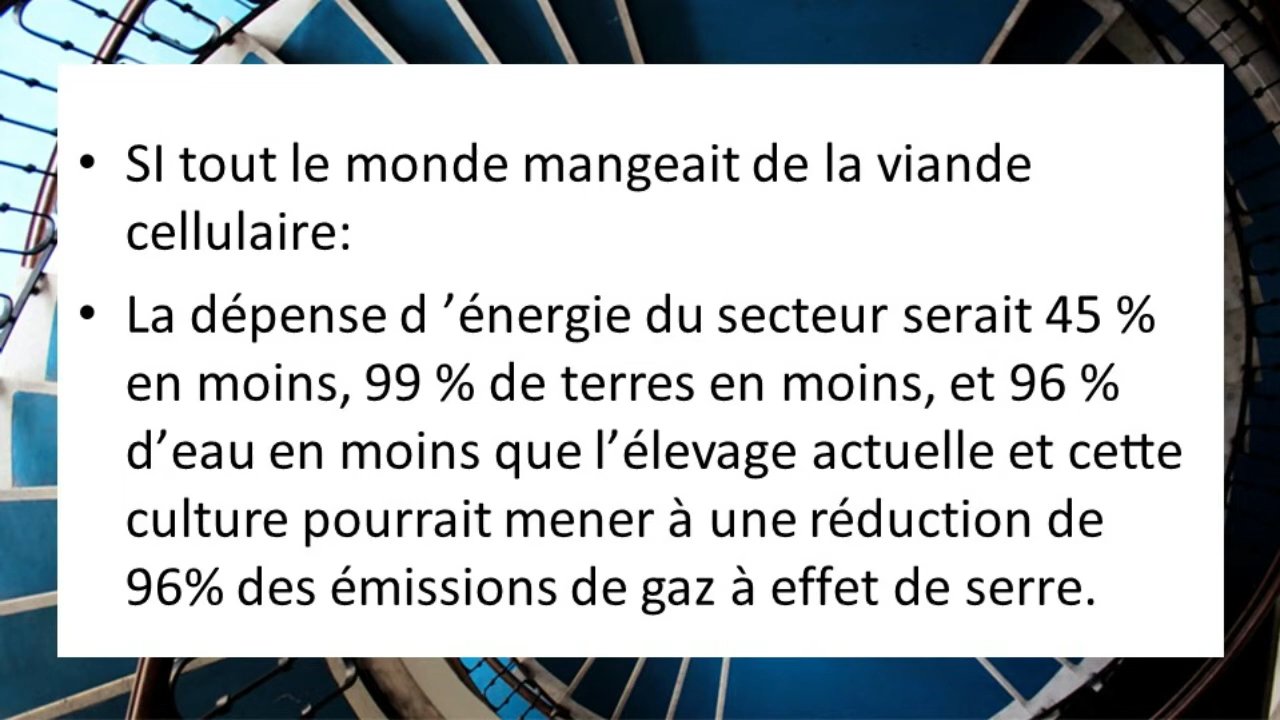 • SI tout le monde mangeait de la viande
cellulaire:
• La dépense d ’énergie du secteur serait 45 %
en moins, 99 % de terres en moins, et 96 %
d’eau en moins que l’élevage actuelle et cette
culture pourrait mener à une réduction de
96% des émissions de gaz à effet de serre.